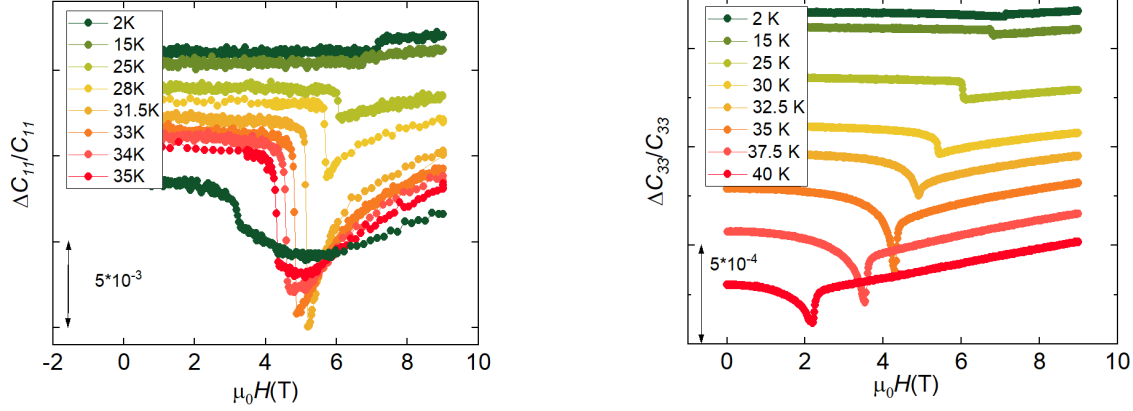 2K
15K
25K
28K
31.5K
33K
34K
35K
ΔC₁₁/C₁₁
5*10⁻³
-2 0 2 4 6 8 10
μ₀H(T)
2 K
15 K
25 K
30 K
32.5 K
35 K
37.5 K
40 K
ΔC₃₃/C₃₃
5*10⁻⁴
0 2 4 6 8 10
μ₀H(T)